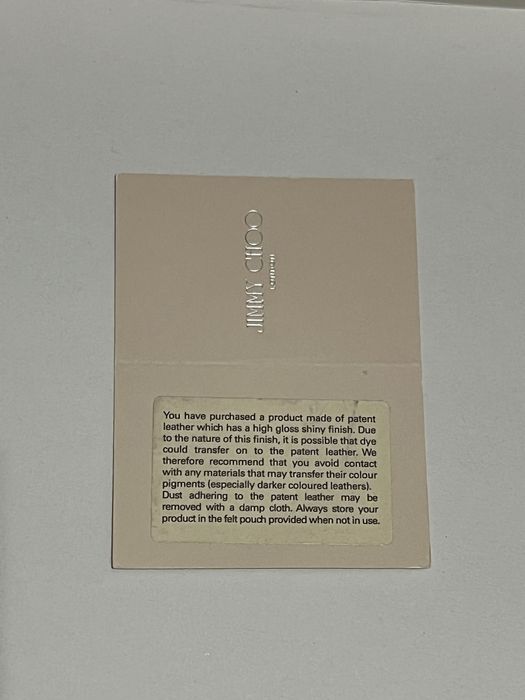 JIMMY CHOO
LONDON
You have purchased a product made of patent
leather which has a high gloss shiny finish. Due
to the nature of this finish, it is possible that dye
could transfer on to the patent leather. We
therefore recommend that you avoid contact
with any materials that may transfer their colour
pigments (especially darker coloured leathers).
Dust adhering to the patent leather may be
removed with a damp cloth. Always store your
product in the felt pouch provided when not in use.